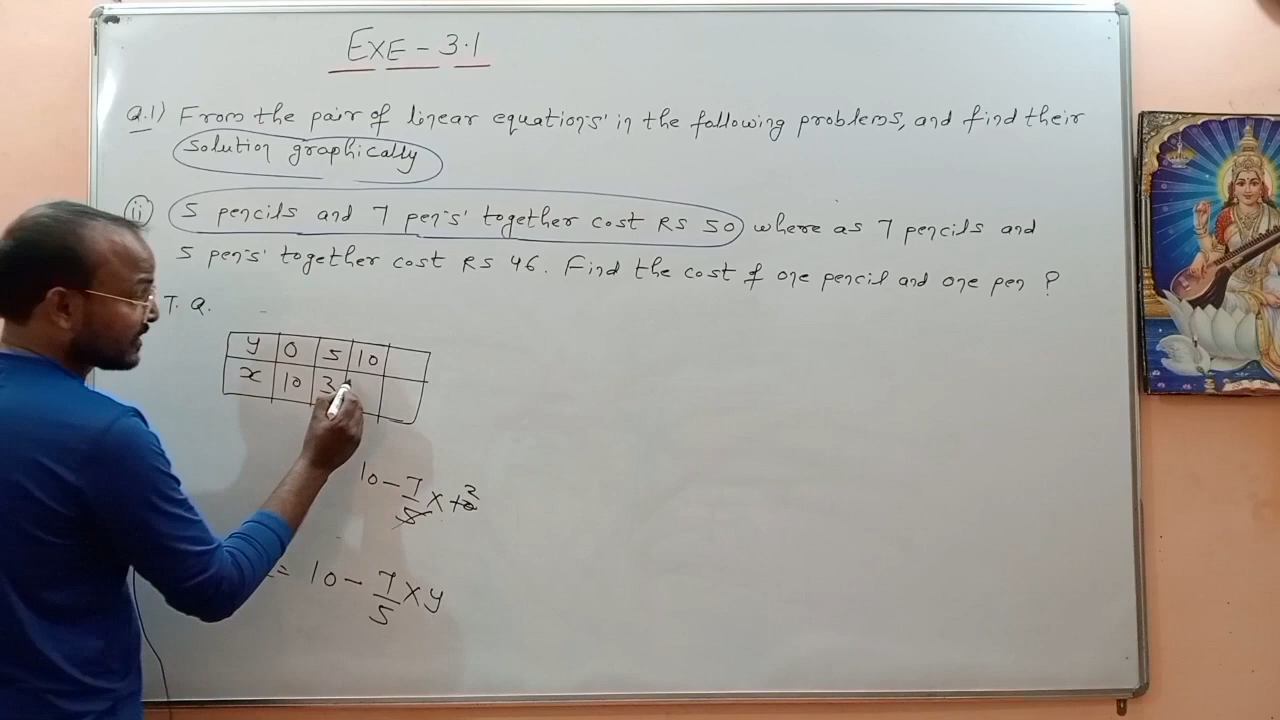 EXE - 3.1
Q.1) From the pair of linear equations' in the following problems, and find their
solution graphically
(ii) 5 pencils and 7 pen's' together cost RS 50 where as 7 pencils and
5 pen's' together cost RS 46. Find the cost of one pencil and one pen ?
T. Q.
y 0 5 10
x 10 3
10 - 7/5 x 10 2
= 10 - 7/5 x y